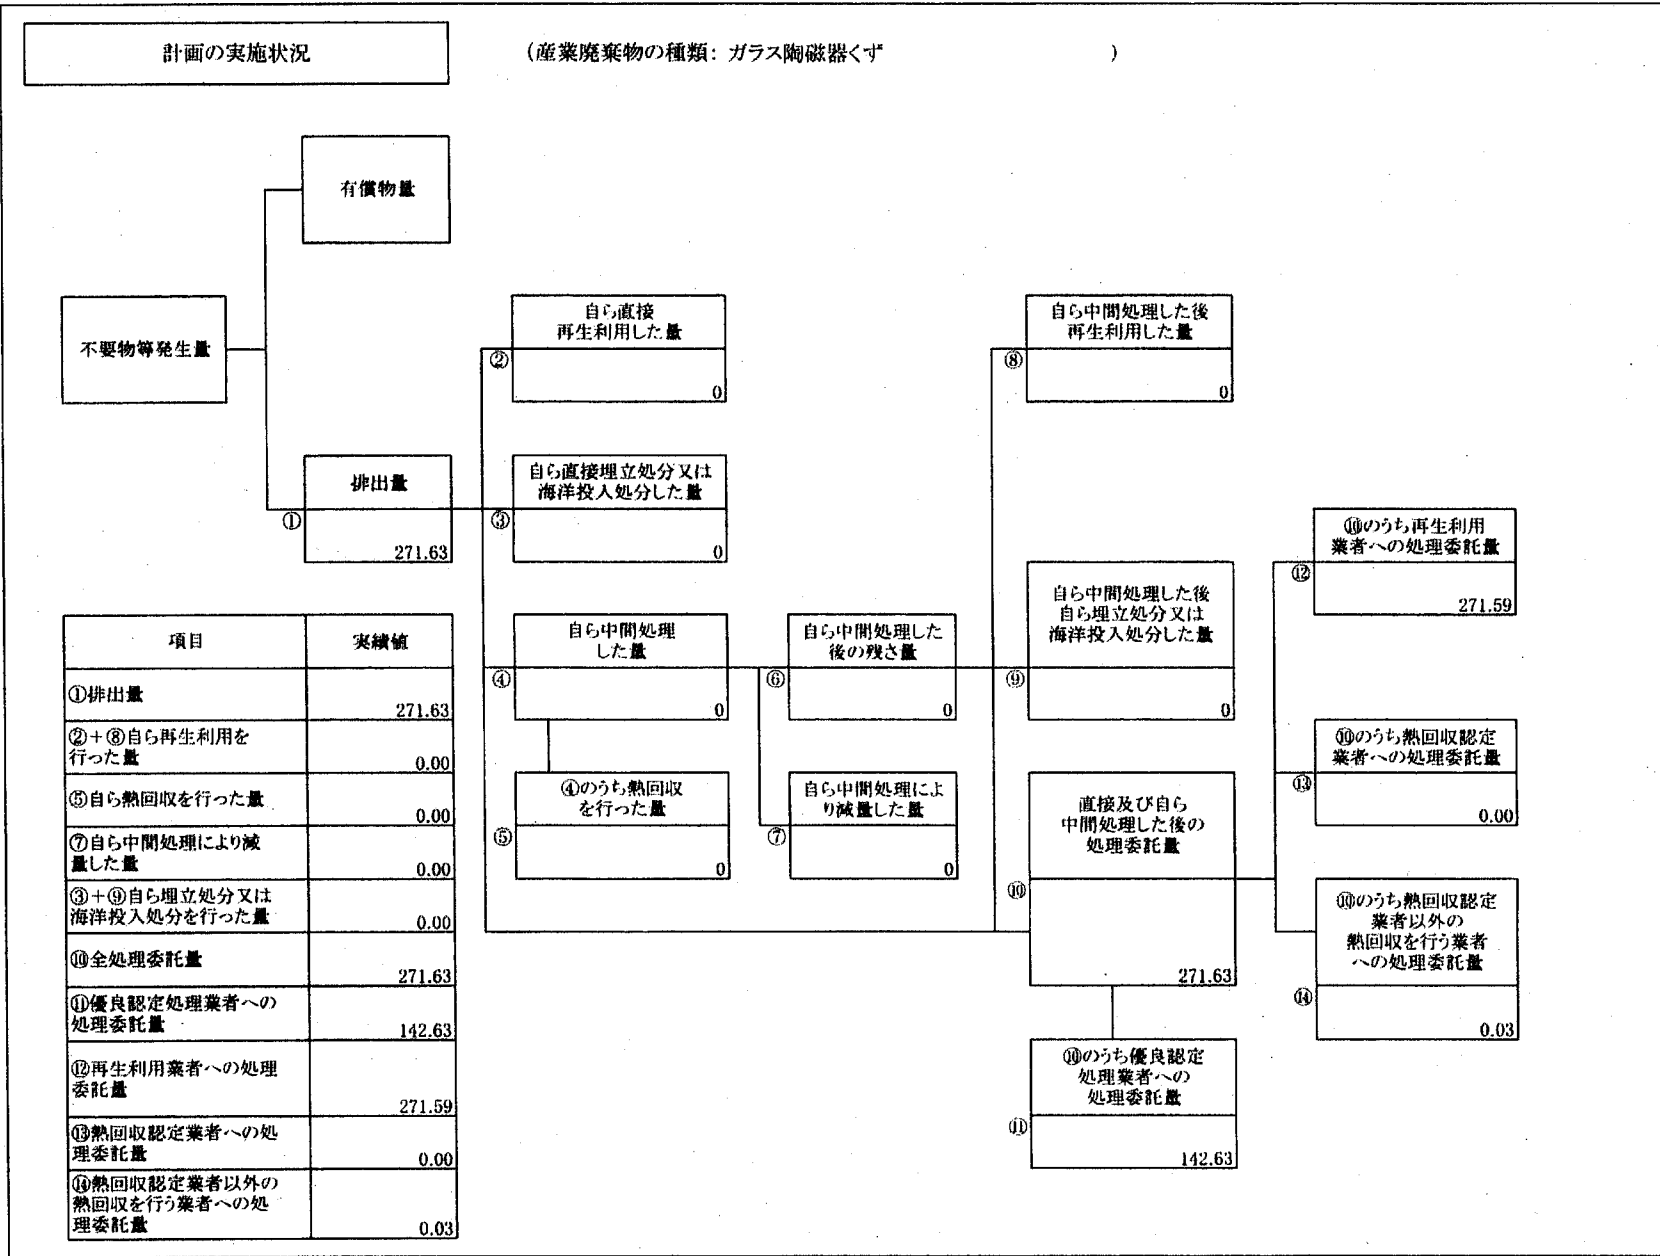 計画の実施状況
（産業廃棄物の種類：ガラス陶磁器くず　　　　　）
有償物量
不要物等発生量
自ら直接
再生利用した量
②
0
自ら中間処理した後
再生利用した量
⑧
0
排出量
①
271.63
自ら直接埋立処分又は
海洋投入処分した量
③
0
⑩のうち再生利用
業者への処理委託量
⑫
271.59
自ら中間処理
した量
④
0
自ら中間処理した
後の残さ量
⑥
0
自ら中間処理した後
自ら埋立処分又は
海洋投入処分した量
⑨
0
④のうち熱回収
を行った量
⑤
0
自ら中間処理によ
り減量した量
⑦
0
直接及び自ら
中間処理した後の
処理委託量
⑩
271.63
⑩のうち熱回収認定
業者への処理委託量
⑬
0.00
⑩のうち熱回収認定
業者以外の
熱回収を行う業者
への処理委託量
⑭
0.03
⑩のうち優良認定
処理業者への
処理委託量
⑪
142.63
項目　実績値
①排出量
271.63
②＋⑧自ら再生利用を
行った量
0.00
⑤自ら熱回収を行った量
0.00
⑦自ら中間処理により減
量した量
0.00
③＋⑨自ら埋立処分又は
海洋投入処分を行った量
0.00
⑩全処理委託量
271.63
⑪優良認定処理業者への
処理委託量
142.63
⑫再生利用業者への処理
委託量
271.59
⑬熱回収認定業者への処
理委託量
0.00
⑭熱回収認定業者以外の
熱回収を行う業者への処
理委託量
0.03